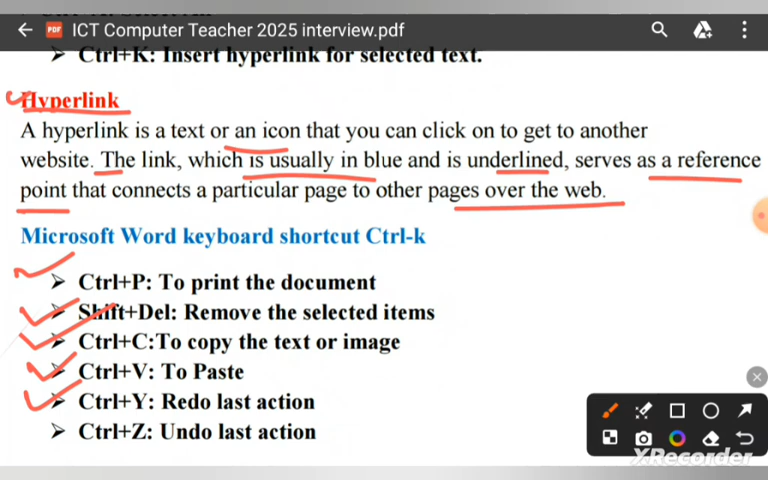 ICT Computer Teacher 2025 interview.pdf
➤ Ctrl+K: Insert hyperlink for selected text.
Hyperlink
A hyperlink is a text or an icon that you can click on to get to another
website. The link, which is usually in blue and is underlined, serves as a reference
point that connects a particular page to other pages over the web.
Microsoft Word keyboard shortcut Ctrl-k
➤ Ctrl+P: To print the document
➤ Shift+Del: Remove the selected items
➤ Ctrl+C:To copy the text or image
➤ Ctrl+V: To Paste
➤ Ctrl+Y: Redo last action
➤ Ctrl+Z: Undo last action
XRecorder